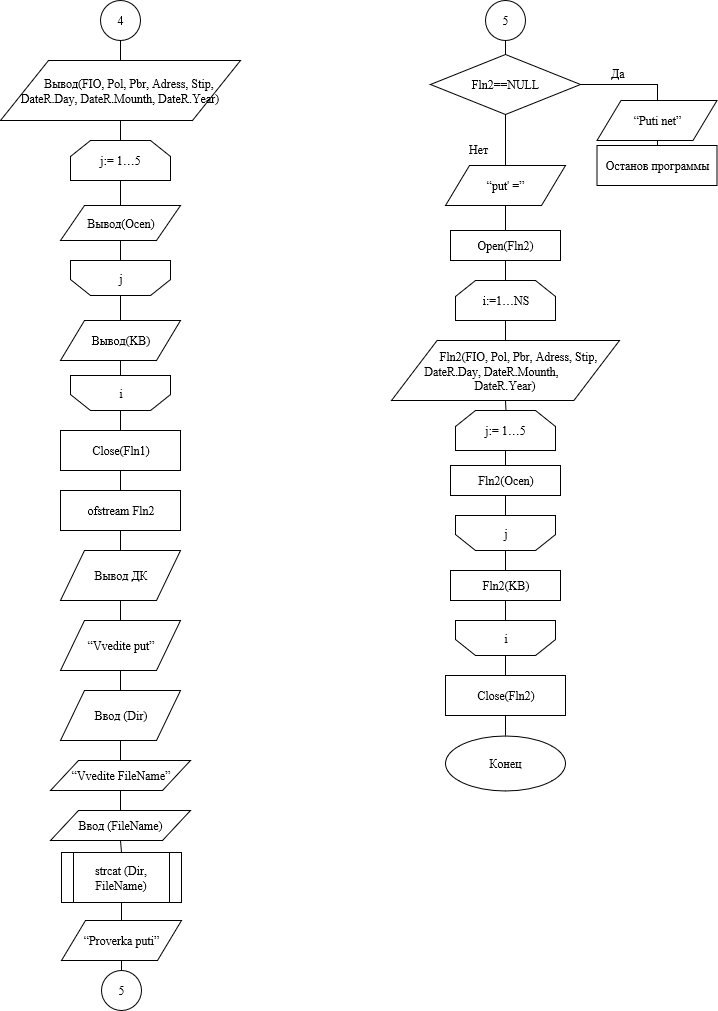 4
Вывод(FIO, Pol, Pbr, Adress, Stip,
DateR.Day, DateR.Mounth, DateR.Year)
j:= 1…5
Вывод(Ocen)
j
Вывод(KB)
i
Close(Fln1)
ofstream Fln2
Вывод ДК
“Vvedite put”
Ввод (Dir)
“Vvedite FileName”
Ввод (FileName)
strcat (Dir,
FileName)
“Proverka puti”
5
5
Fln2==NULL
Да
“Puti net”
Останов программы
Нет
“put' =”
Open(Fln2)
i:=1…NS
Fln2(FIO, Pol, Pbr, Adress, Stip,
DateR.Day, DateR.Mounth,
DateR.Year)
j:= 1…5
Fln2(Ocen)
j
Fln2(KB)
i
Close(Fln2)
Конец